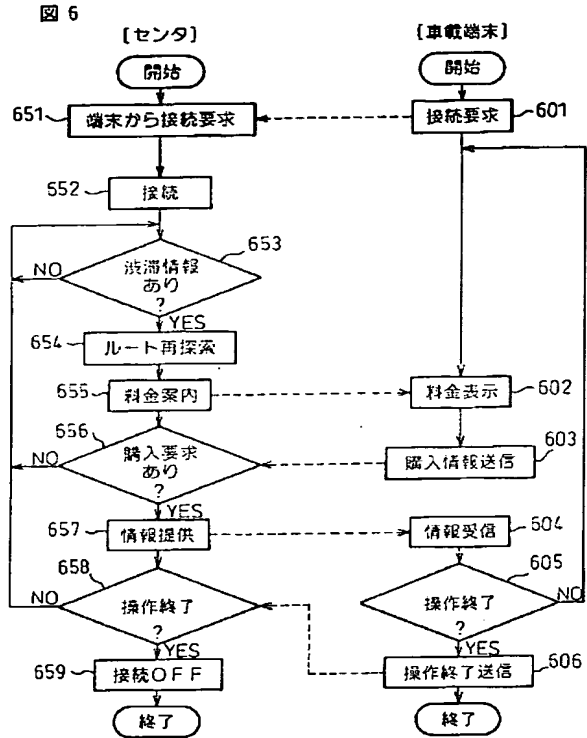 図6
[センタ]
開始
651
端末から接続要求
652
接続
653
渋滞情報
あり
?
NO
YES
654
ルート再探索
655
料金案内
656
購入要求
あり
?
NO
YES
657
情報提供
658
操作終了
?
NO
YES
659
接続OFF
終了
[車載端末]
開始
接続要求
601
料金表示
602
603
購入情報送信
604
情報受信
605
操作終了
?
NO
YES
606
操作終了送信
終了